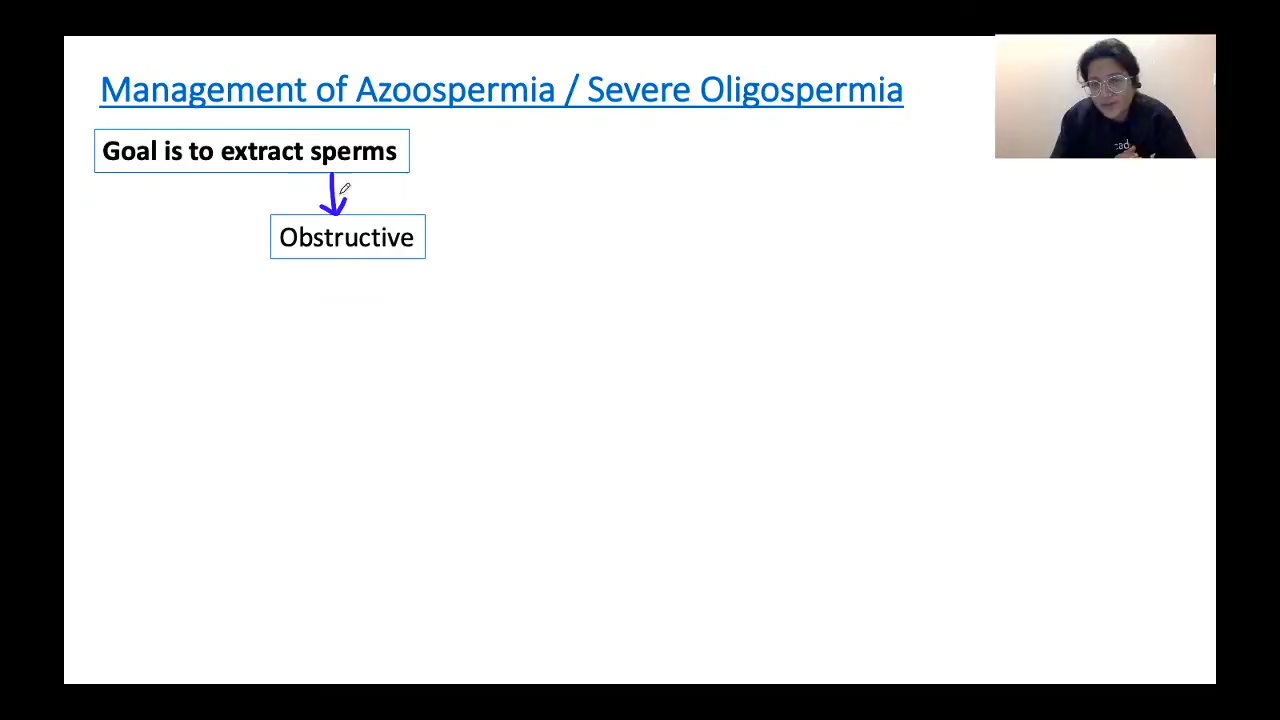 Management of Azoospermia / Severe Oligospermia
Goal is to extract sperms
Obstructive